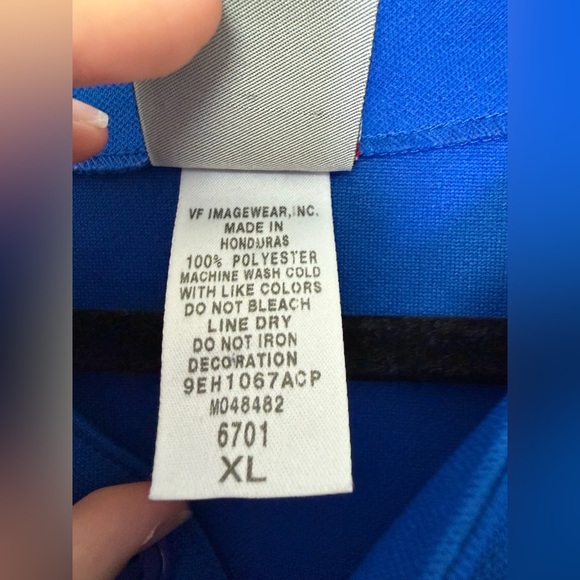 VF IMAGEWEAR, INC.
MADE IN
HONDURAS
100% POLYESTER
MACHINE WASH COLD
WITH LIKE COLORS
DO NOT BLEACH
LINE DRY
DO NOT IRON
DECORATION
9EH1067ACP
M048482
6701
XL